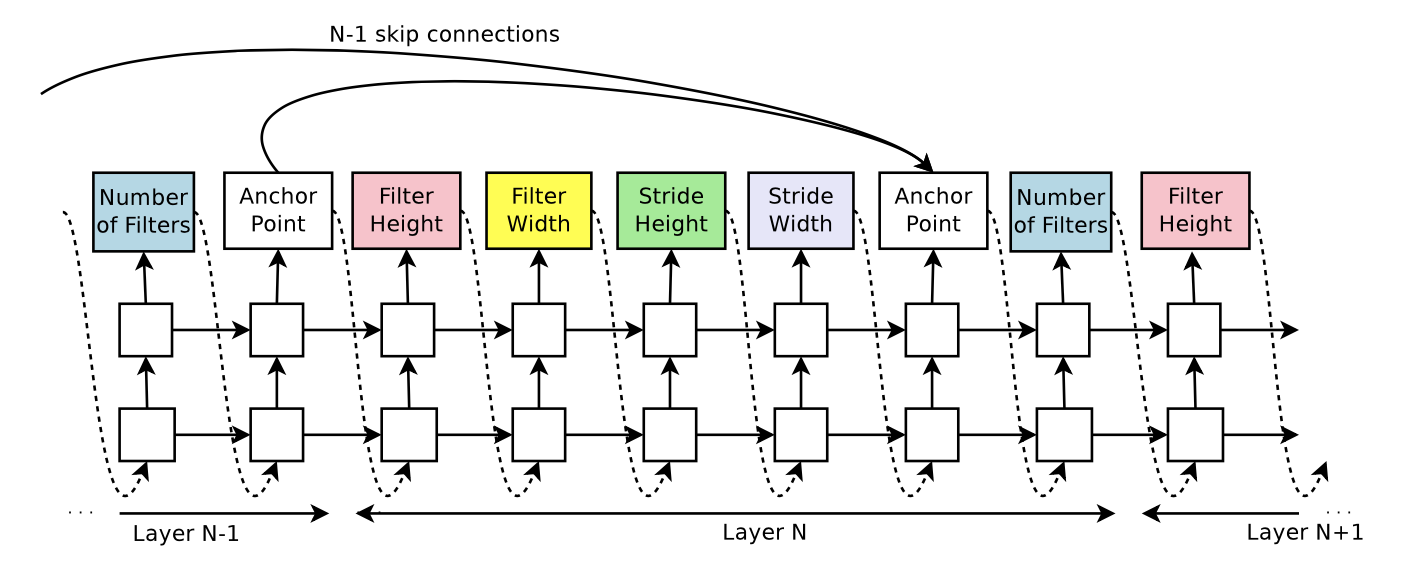 N-1 skip connections
Number
of Filters
Anchor
Point
Filter
Height
Filter
Width
Stride
Height
Stride
Width
Anchor
Point
Number
of Filters
Filter
Height
...
Layer N-1
Layer N
Layer N+1
...